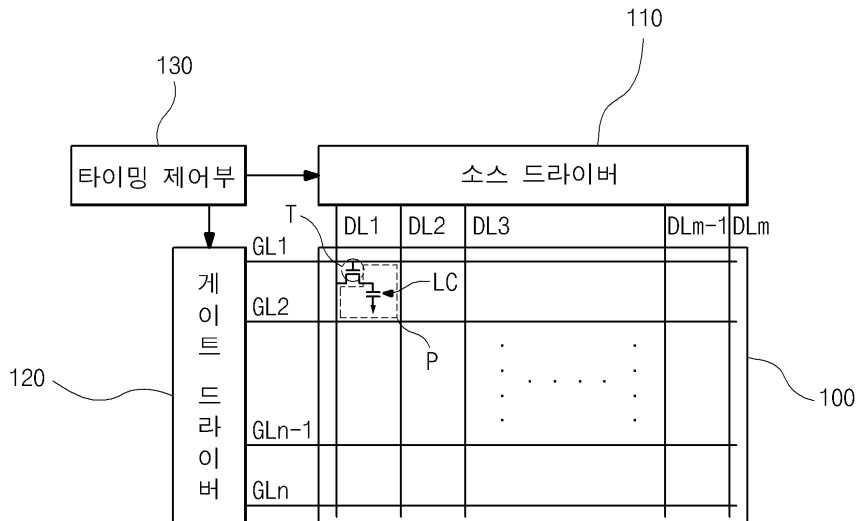 110
130
타이밍 제어부
소스 드라이버
T
DL1
DL2
DL3
DLm-1
DLm
GL1
LC
GL2
P
게이트 드라이버
120
100
GLn-1
GLn